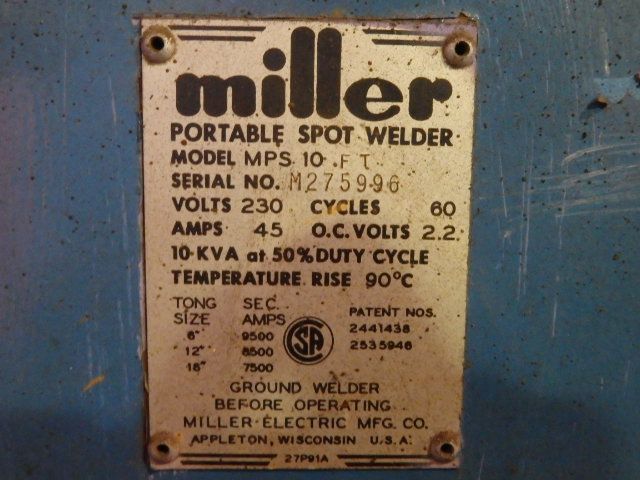 miller
PORTABLE SPOT WELDER
MODEL MPS 10 FT
SERIAL NO. M275996
VOLTS 230 CYCLES 60
AMPS 45 O.C. VOLTS 2.2
10 KVA at 50% DUTY CYCLE
TEMPERATURE RISE 90°C
TONG SIZE SEC. AMPS
6" 9500
12" 8500
18" 7500
SA
PATENT NOS.
2441438
2535946
GROUND WELDER
BEFORE OPERATING
MILLER ELECTRIC MFG. CO.
APPLETON, WISCONSIN U.S.A.
27P91A